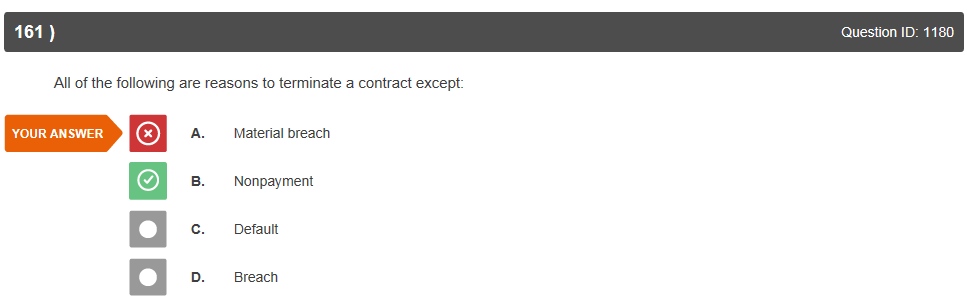 161 )
Question ID: 1180
All of the following are reasons to terminate a contract except:
YOUR ANSWER
A. Material breach
B. Nonpayment
C. Default
D. Breach